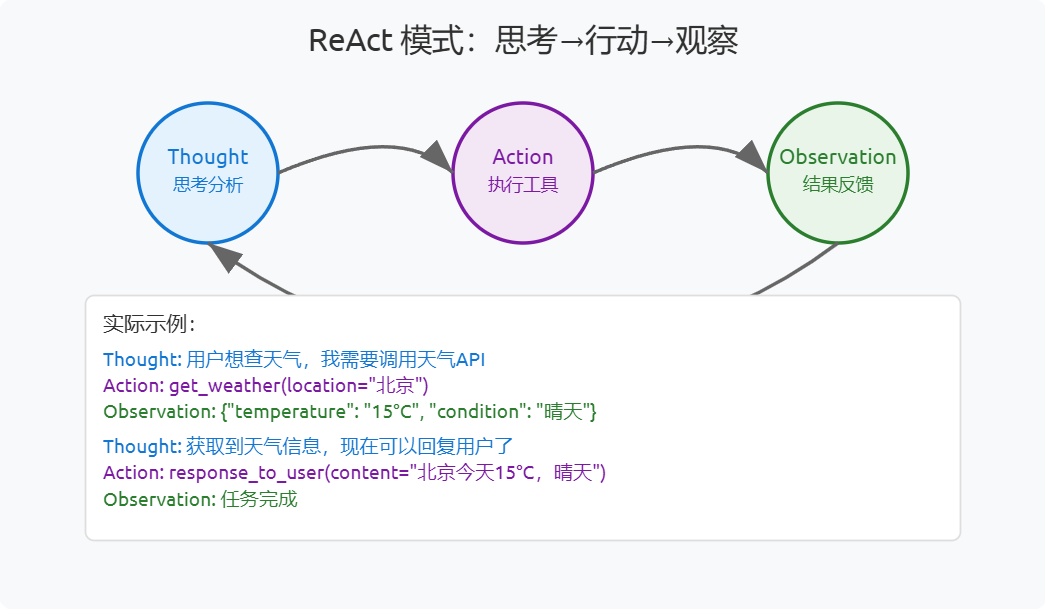 ReAct 模式：思考→行动→观察
Thought
思考分析
Action
执行工具
Observation
结果反馈
实际示例：
Thought: 用户想查天气，我需要调用天气API
Action: get_weather(location="北京")
Observation: {"temperature": "15°C", "condition": "晴天"}
Thought: 获取到天气信息，现在可以回复用户了
Action: response_to_user(content="北京今天15°C，晴天")
Observation: 任务完成